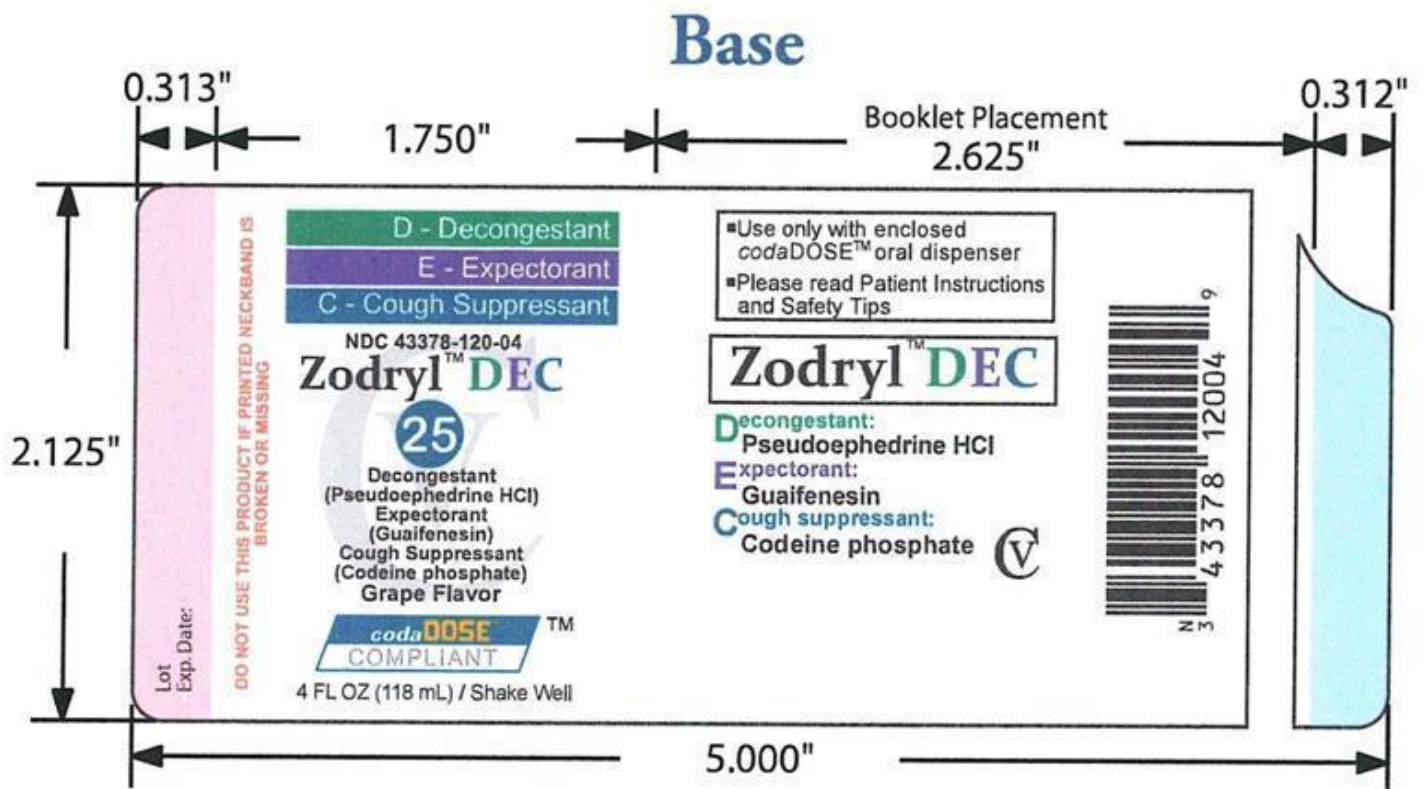 Base
0.313"
1.750"
Booklet Placement
2.625"
0.312"
2.125"
Lot
Exp. Date:
DO NOT USE THIS PRODUCT IF PRINTED NECKBAND IS
BROKEN OR MISSING
D - Decongestant
E - Expectorant
C - Cough Suppressant
NDC 43378-120-04
Zodryl™ DEC
CV
25
Decongestant
(Pseudoephedrine HCl)
Expectorant
(Guaifenesin)
Cough Suppressant
(Codeine phosphate)
Grape Flavor
codaDOSE™
COMPLIANT
4 FL OZ (118 mL) / Shake Well
▪Use only with enclosed
codaDOSE™ oral dispenser
▪Please read Patient Instructions
and Safety Tips
Zodryl™ DEC
Decongestant:
Pseudoephedrine HCl
Expectorant:
Guaifenesin
Cough suppressant:
Codeine phosphate CV
N
3 43378 12004 9
5.000"